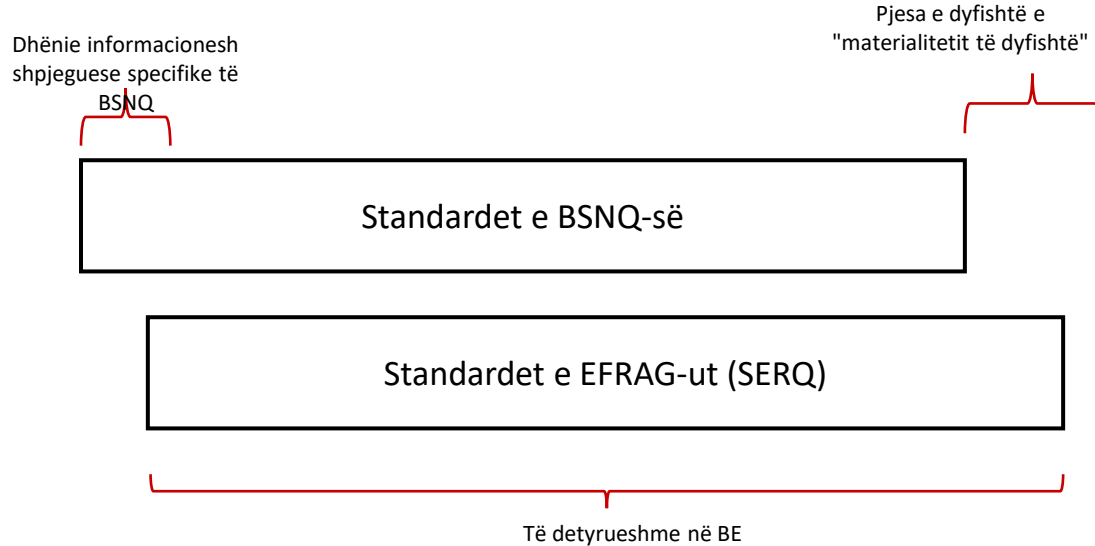 Dhënie informacionesh
shpjeguese specifike të
BSNQ
Pjesa e dyfishtë e
"materialitetit të dyfishtë"
Standardet e BSNQ-së
Standardet e EFRAG-ut (SERQ)
Të detyrueshme në BE